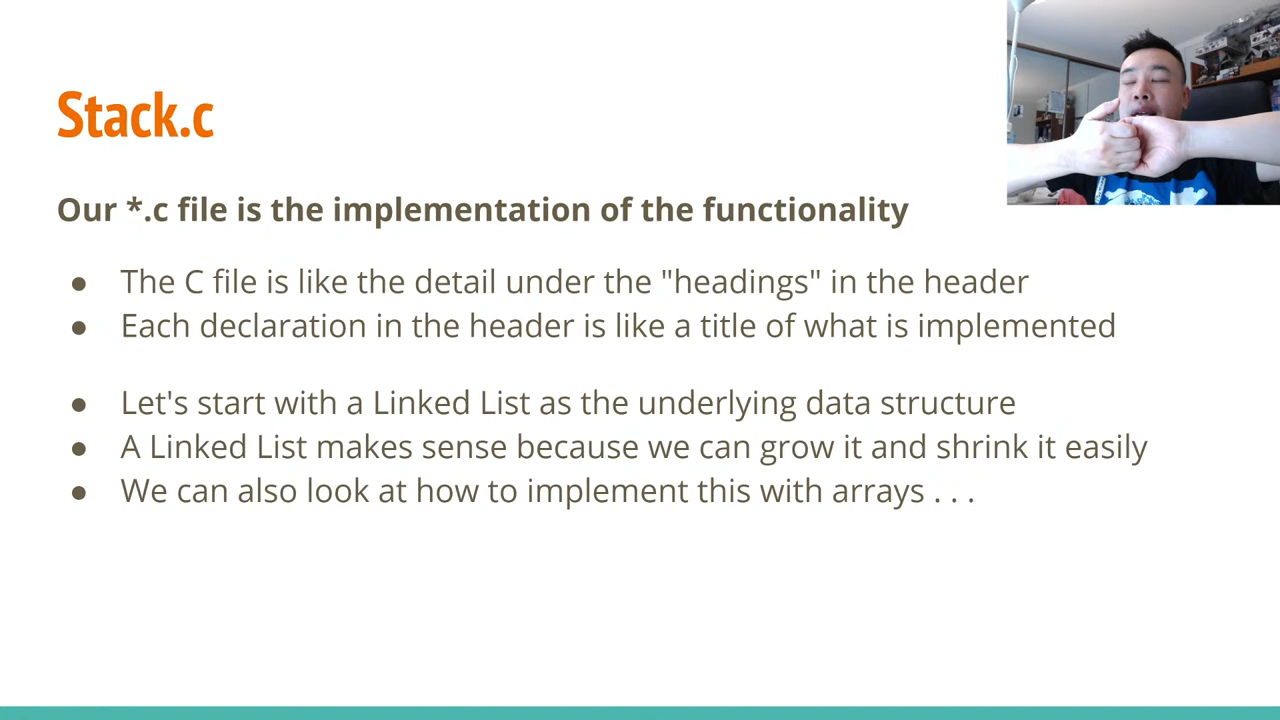 Stack.c
Our *.c file is the implementation of the functionality
● The C file is like the detail under the "headings" in the header
● Each declaration in the header is like a title of what is implemented
● Let's start with a Linked List as the underlying data structure
● A Linked List makes sense because we can grow it and shrink it easily
● We can also look at how to implement this with arrays . . .